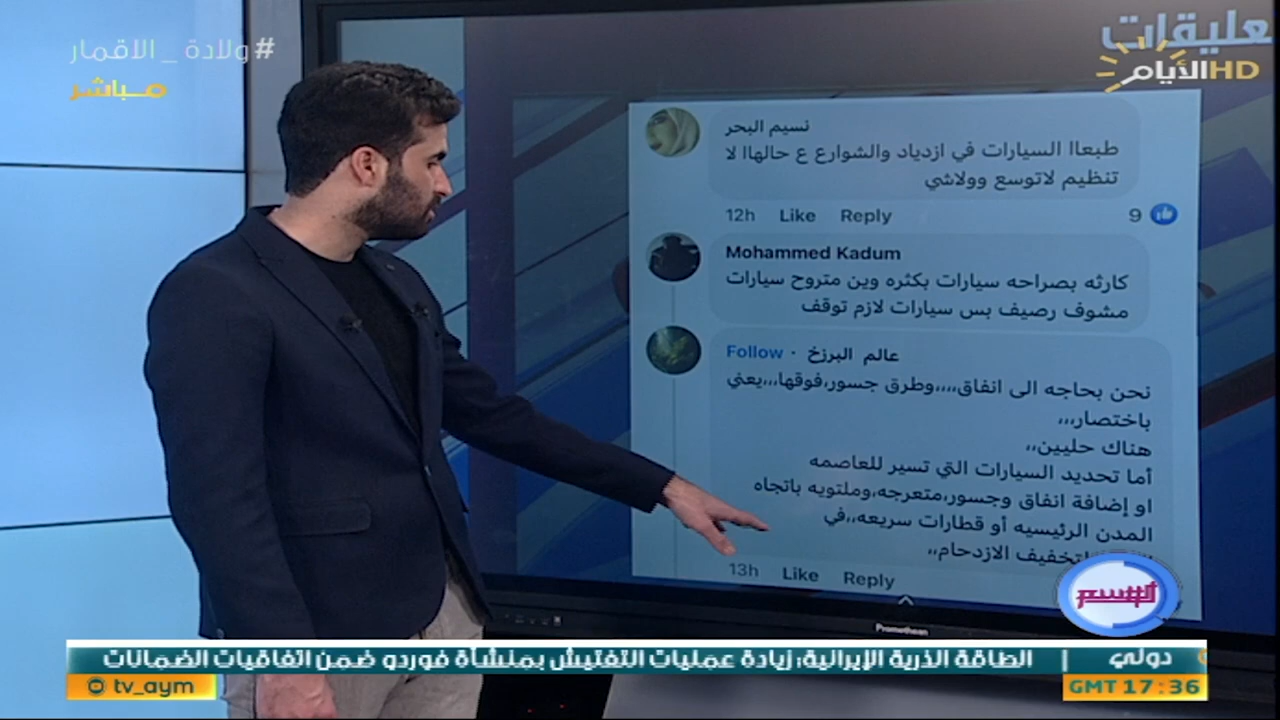 #ولادة_الاقمار
مباشر
عليقات
الأيام HD
نسيم البحر
طبعاا السيارات في ازدياد والشوارع ع حالهاا لا
تنظيم لاتوسع وولاشي
12h Like Reply 9
Mohammed Kadum
كارثه بصراحه سيارات بكثره وين متروح سيارات
مشوف رصيف بس سيارات لازم توقف
عالم البرزخ · Follow
نحن بحاجه الى انفاق,,,,وطرق جسور,فوقها,,,يعني
باختصار,,,
هناك حليين,,
أما تحديد السيارات التي تسير للعاصمه
او إضافة انفاق وجسور,متعرجه,وملتويه باتجاه
المدن الرئيسيه أو قطارات سريعه,,في
لتخفيف الازدحام,,
13h Like Reply
Promethean
دولي | الطاقة الذرية الإيرانية: زيادة عمليات التفتيش بمنشأة فوردو ضمن اتفاقيات الضمانات
tv_aym
GMT 17:36